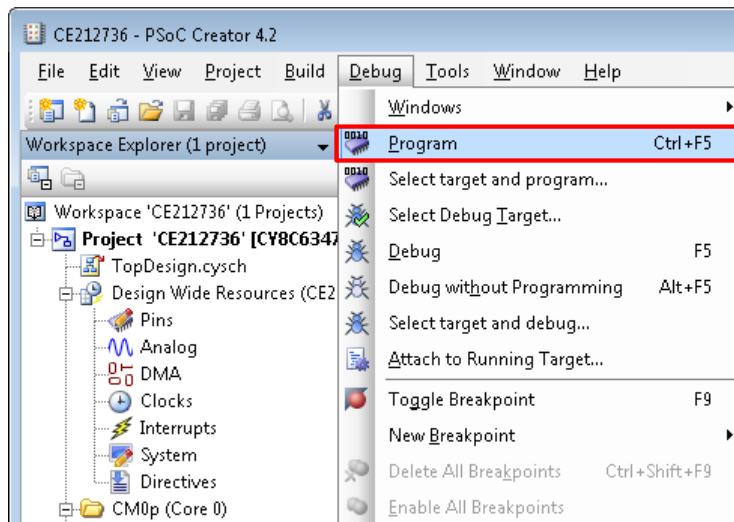 CE212736 - PSoC Creator 4.2
File Edit View Project Build Debug Tools Window Help
Workspace Explorer (1 project)
Workspace 'CE212736' (1 Projects)
Project 'CE212736' [CY8C6347
TopDesign.cysch
Design Wide Resources (CE2
Pins
Analog
DMA
Clocks
Interrupts
System
Directives
CM0p (Core 0)
Windows
0010 Program Ctrl+F5
0010 Select target and program...
Select Debug Target...
Debug F5
Debug without Programming Alt+F5
Select target and debug...
Attach to Running Target...
Toggle Breakpoint F9
New Breakpoint
Delete All Breakpoints Ctrl+Shift+F9
Enable All Breakpoints